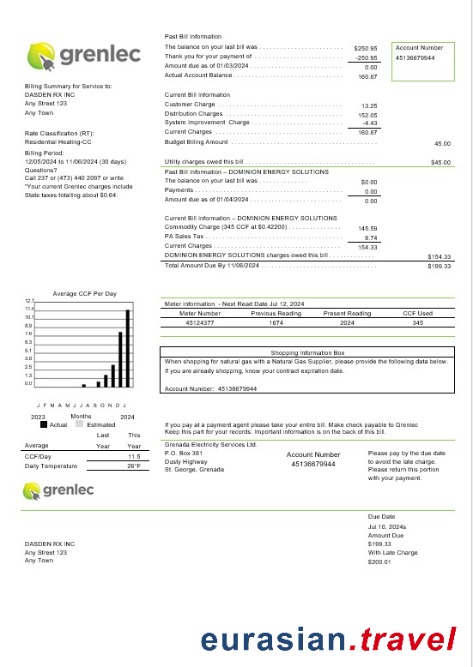 grenlec
Billing Summary for Service to:
DASDEN RX INC
Any Street 123
Any Town
Rate Classification (RT):
Residential Heating-CC
Billing Period:
12/05/2024 to 11/06/2024 (30 days)
Questions?
Call 237 or (473) 440 2097 or write
*Your current Grenlec charges include
State taxes totalling about $0.64.
Past Bill Information
The balance on your last bill was $250.95
Thank you for your payment of -250.95
Amount due as of 01/03/2024 0.00
Actual Account Balance 160.87
Account Number
45136679944
Current Bill Information
Customer Charge 13.25
Distribution Charges 152.05
System Improvement Charge -4.43
Current Charges 160.87
Budget Billing Amount 45.00
Utility charges owed this bill $45.00
Past Bill Information – DOMINION ENERGY SOLUTIONS
The balance on your last bill was $0.00
Payments 0.00
Amount due as of 01/04/2024 0.00
Current Bill Information – DOMINION ENERGY SOLUTIONS
Commodity Charge (345 CCF at $0.42200) 145.59
PA Sales Tax 8.74
Current Charges 154.33
DOMINION ENERGY SOLUTIONS charges owed this bill $154.33
Total Amount Due By 11/06/2024 $199.33
Average CCF Per Day
12.7
11.4
8.9
7.6
6.3
5.1
3.8
2.5
1.3
0.0
J F M A M J J A S O N D J
2023 Months 2024
Actual Estimated
Last This
Average Year Year
CCF/Day 11.5
Daily Temperature 28°F
Meter Information - Next Read Date Jul 12, 2024
Meter Number Previous Reading Present Reading CCF Used
45124377 1674 2024 345
Shopping Information Box
When shopping for natural gas with a Natural Gas Supplier, please provide the following data below.
If you are already shopping, know your contract expiration date.
Account Number: 45136679944
If you pay at a payment agent please take your entire bill. Make check payable to Grenlec
Keep this part for your records. Important information is on the back of this bill.
Grenada Electricity Services Ltd.
P.O. Box 381
Dusty Highway
St. George, Grenada
Account Number
45136679944
Please pay by the due date
to avoid the late charge.
Please return this portion
with your payment.
grenlec
Due Date
Jul 10, 2024s
Amount Due
$199.33
With Late Charge
$200.01
DASDEN RX INC
Any Street 123
Any Town
eurasian.travel